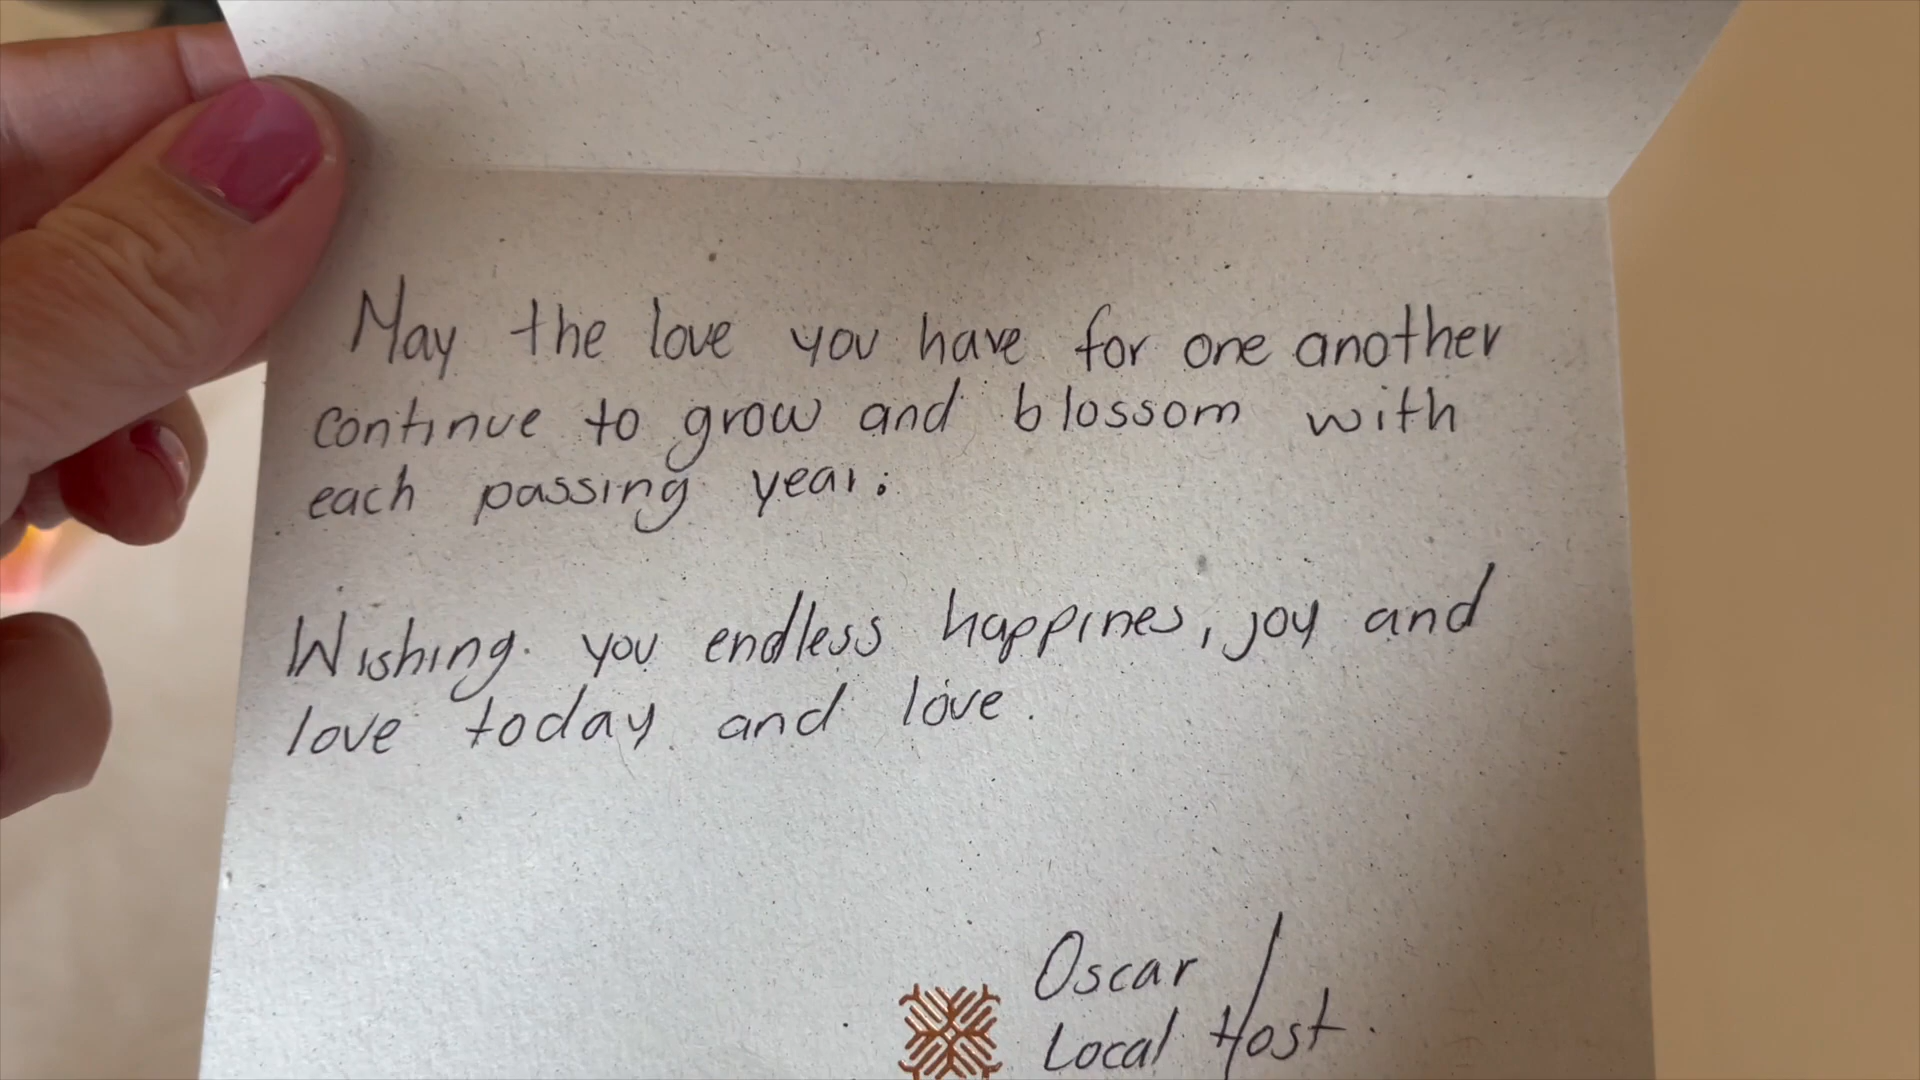 May the love you have for one another
continue to grow and blossom with
each passing year.
Wishing you endless happines, joy and
love today and love.
Oscar
Local Host.